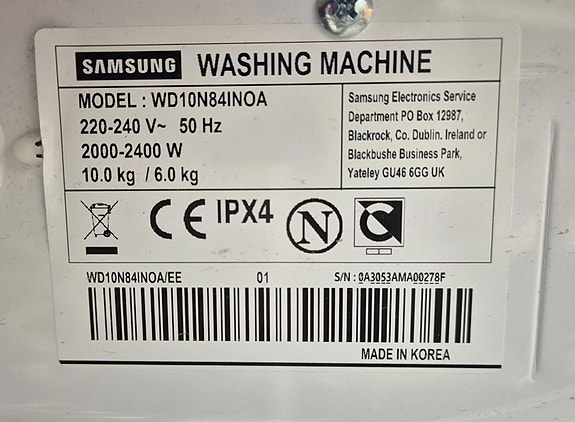 SAMSUNG WASHING MACHINE
MODEL : WD10N84INOA
220-240 V~ 50 Hz
2000-2400 W
10.0 kg / 6.0 kg
Samsung Electronics Service
Department PO Box 12987,
Blackrock, Co. Dublin. Ireland or
Blackbushe Business Park,
Yateley GU46 6GG UK
CE IPX4 N C
WD10N84INOA/EE 01 S/N : 0A3053AMA00278F
MADE IN KOREA